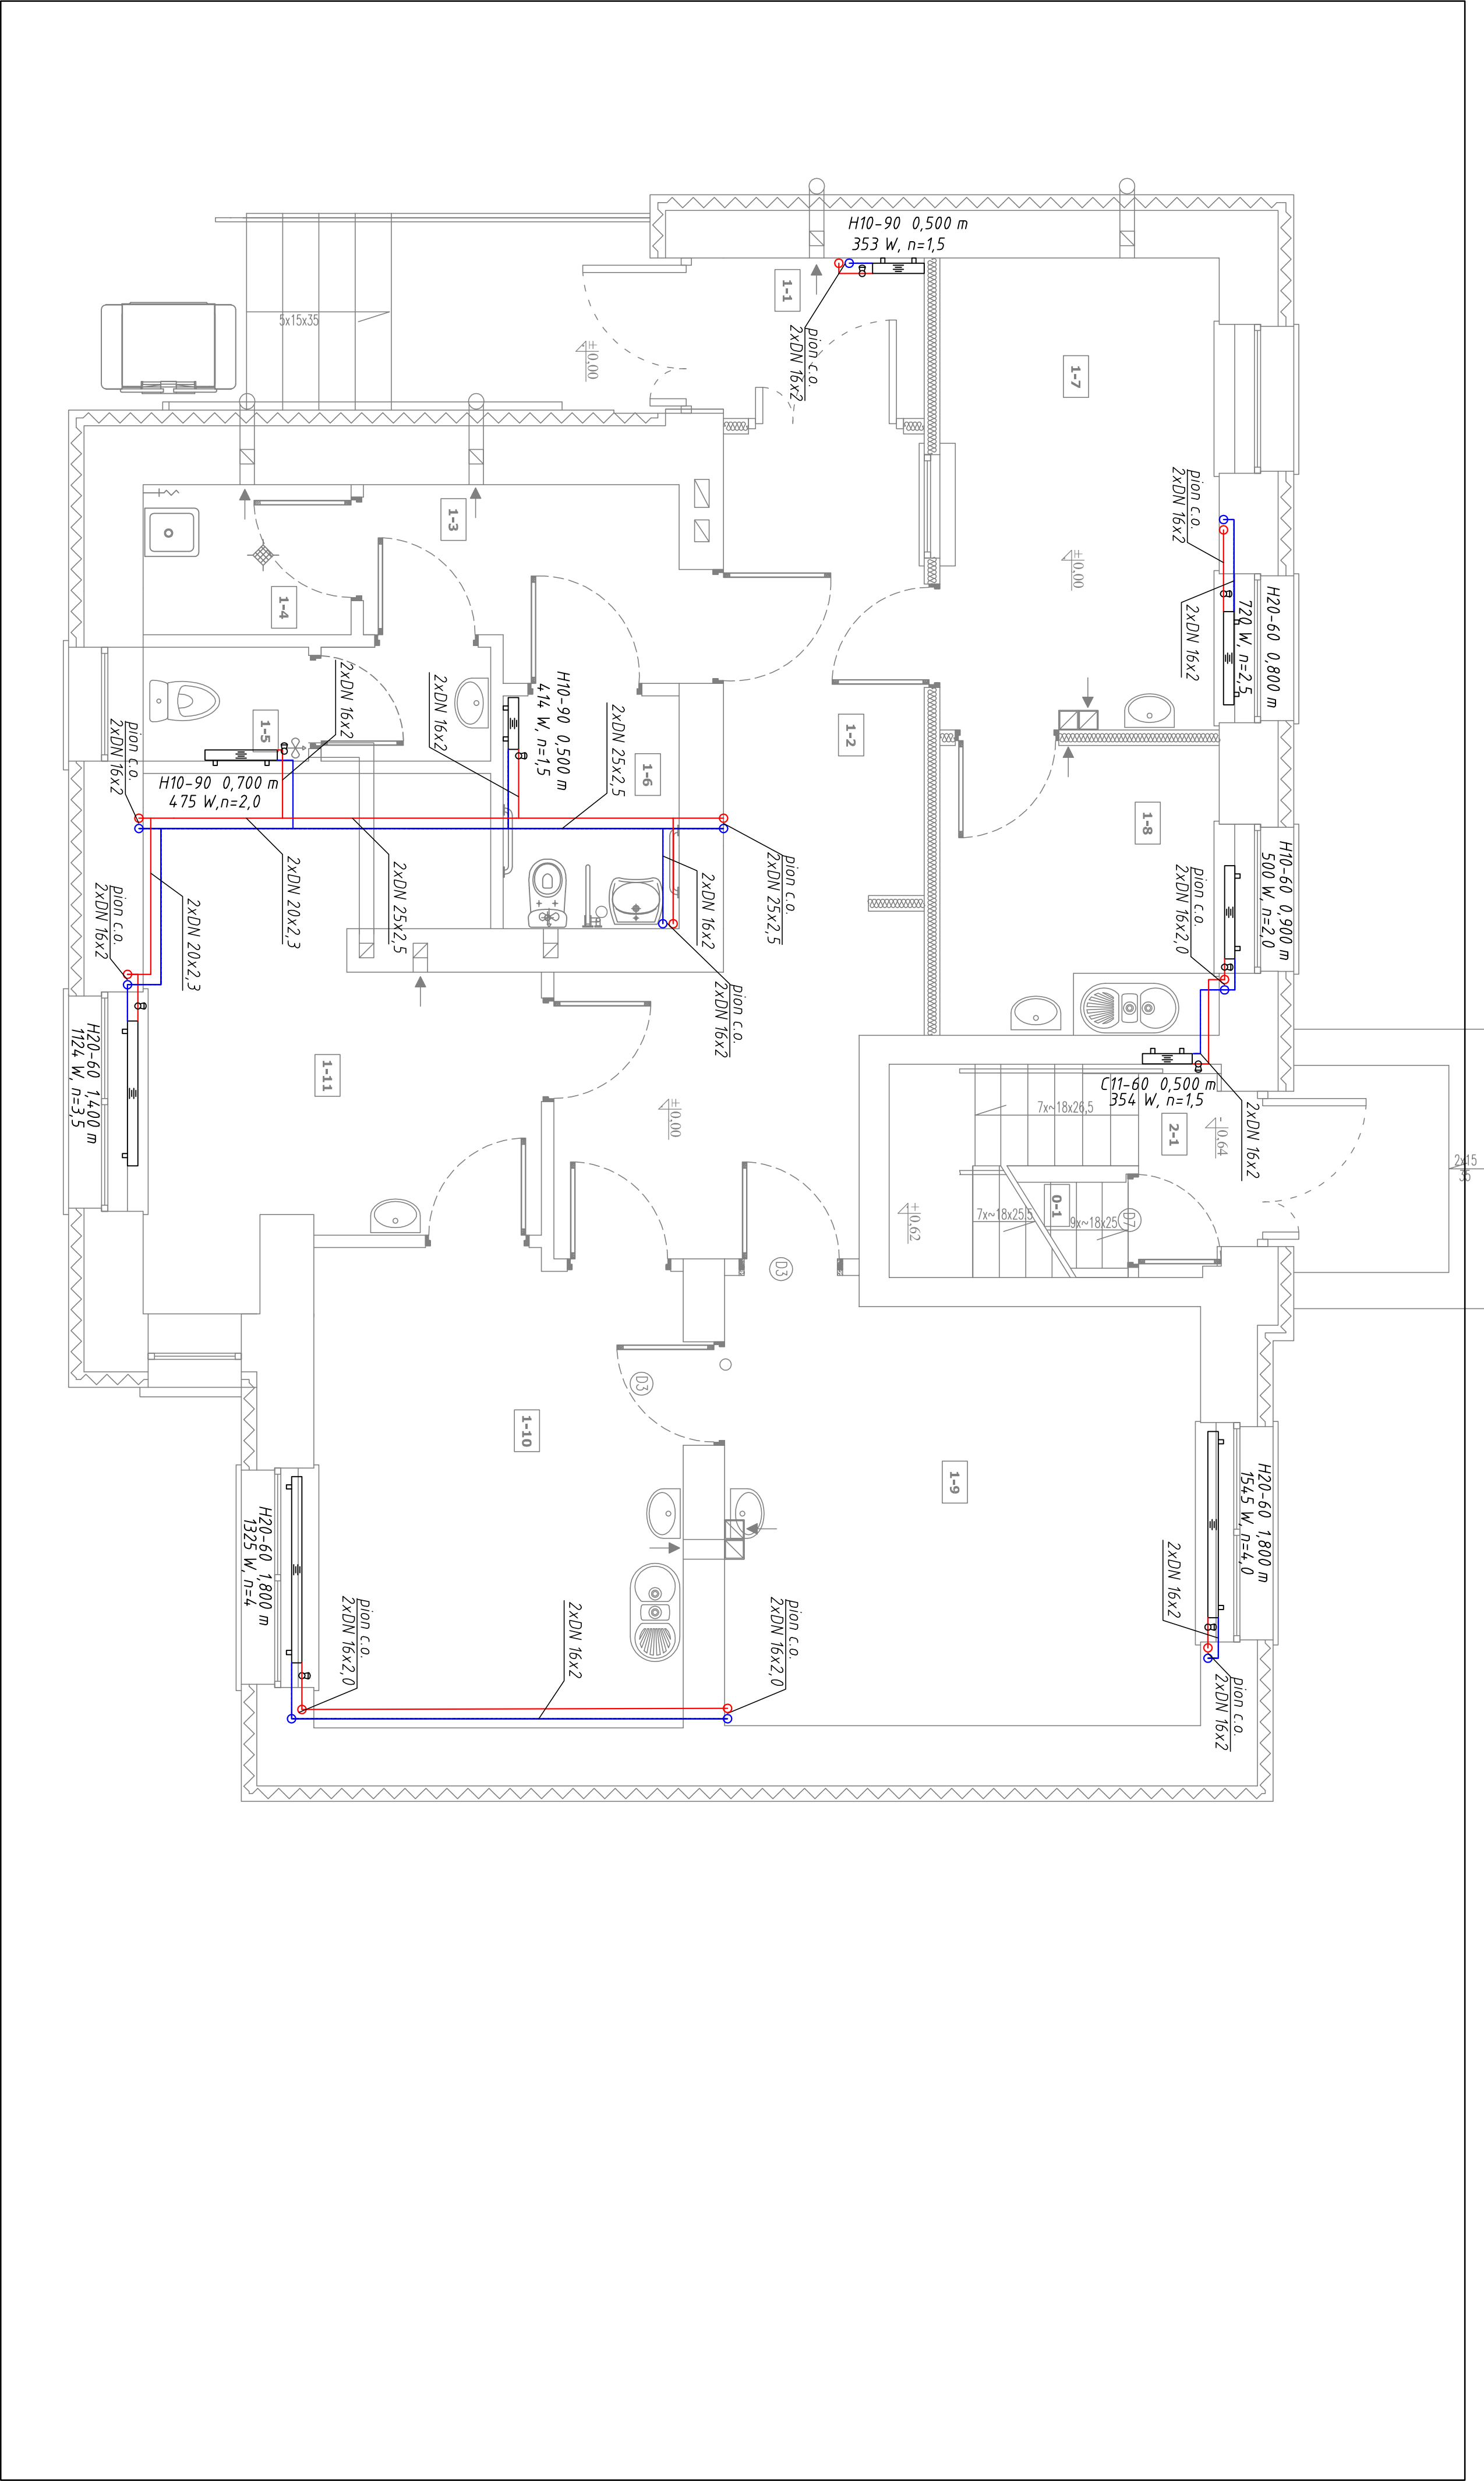 H10-90 0,500 m
353 W, n=1,5
1-1
pion c.o.
2xDN 16x2
5x15x35
±0,00
1-7
pion c.o.
2xDN 16x2
±0,00
H20-60 0,800 m
720 W, n=2,5
2xDN 16x2
1-3
1-4
1-2
1-5
1-6
2xDN 16x2
2xDN 16x2
H10-90 0,500 m
414 W, n=1,5
2xDN 25x2,5
pion c.o.
2xDN 16x2
H10-90 0,700 m
475 W,n=2,0
1-8
H10-60 0,900 m
500 W, n=2,0
pion c.o.
2xDN 16x2,0
pion c.o.
2xDN 25x2,5
2xDN 16x2
2xDN 25x2,5
2xDN 20x2,3
2xDN 20x2,3
pion c.o.
2xDN 16x2
pion c.o.
2xDN 16x2
H20-60 1,400 m
1124 W, n=3,5
1-11
±0,00
C11-60 0,500 m
354 W, n=1,5
2xDN 16x2
7x~18x26,5
2-1
-0,64
2x15
35
0-1
7x~18x25,5
9x~18x25
D7
+0,62
D3
D3
1-10
1-9
H20-60 1,800 m
1545 W, n=4,0
2xDN 16x2
pion c.o.
2xDN 16x2
H20-60 1,800 m
1325 W, n=4
pion c.o.
2xDN 16x2,0
2xDN 16x2
pion c.o.
2xDN 16x2,0